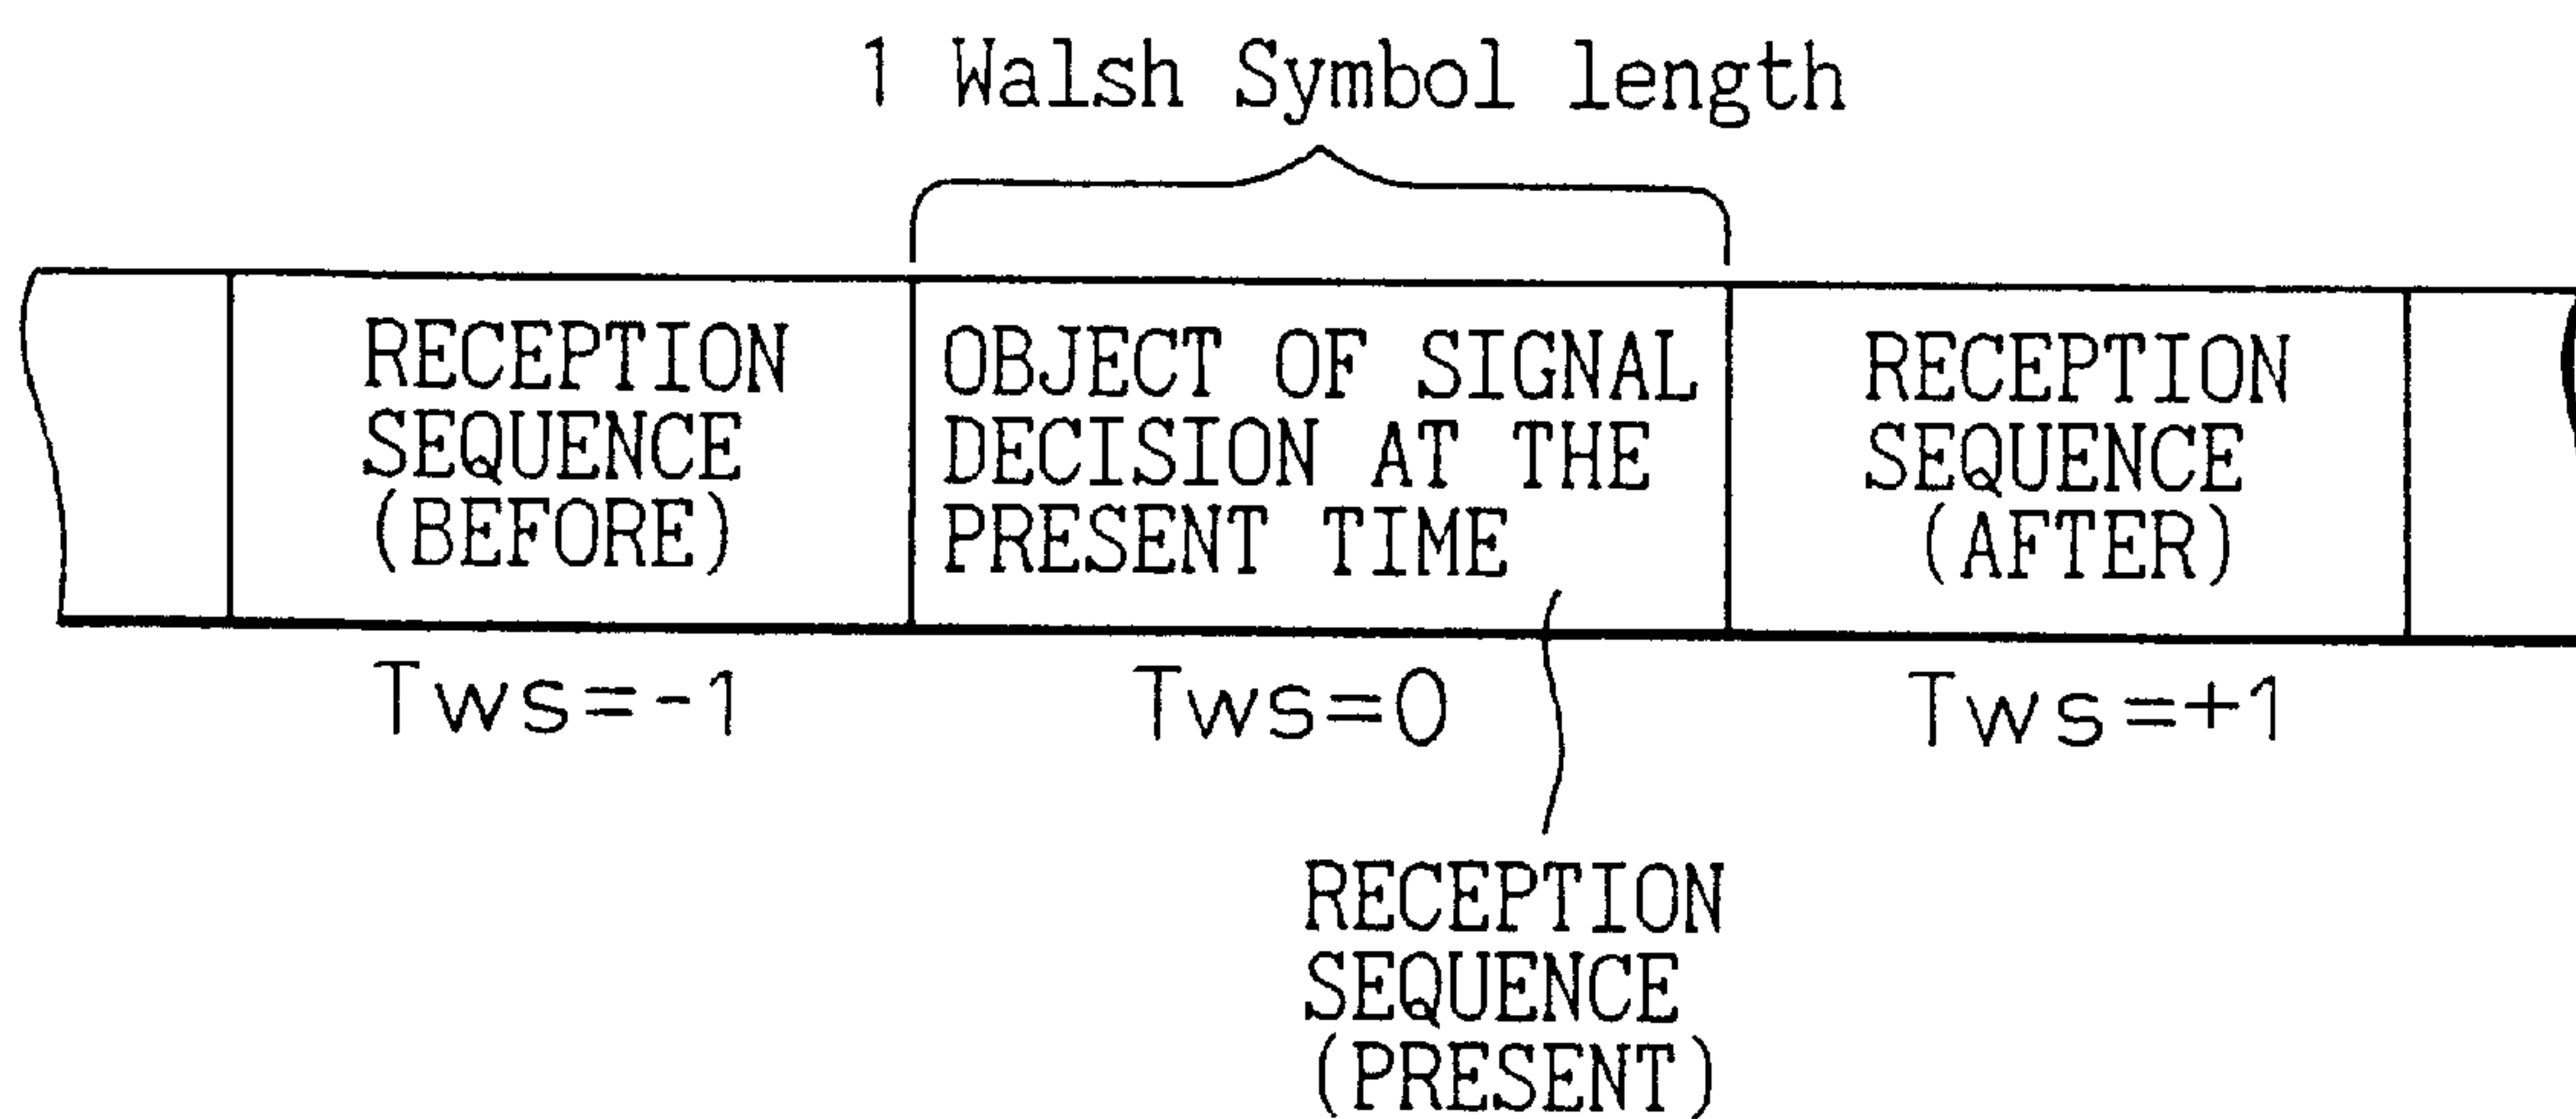 1 Walsh Symbol length
RECEPTION
SEQUENCE
(BEFORE)
OBJECT OF SIGNAL
DECISION AT THE
PRESENT TIME
RECEPTION
SEQUENCE
(AFTER)
Tws=-1
Tws=0
Tws=+1
RECEPTION
SEQUENCE
(PRESENT)